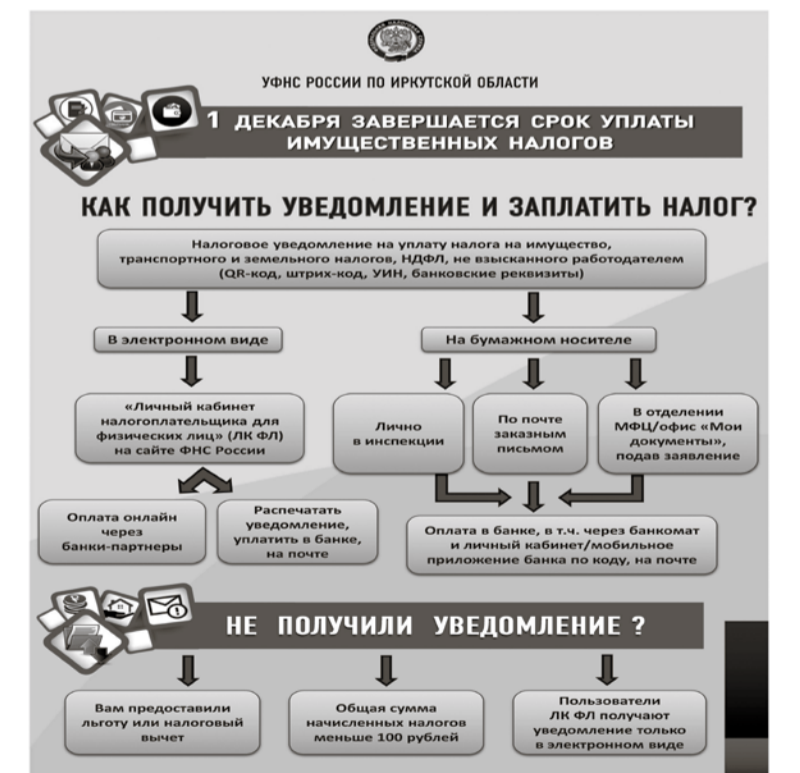 УФНС РОССИИ ПО ИРКУТСКОЙ ОБЛАСТИ
1 ДЕКАБРЯ ЗАВЕРШАЕТСЯ СРОК УПЛАТЫ
ИМУЩЕСТВЕННЫХ НАЛОГОВ
КАК ПОЛУЧИТЬ УВЕДОМЛЕНИЕ И ЗАПЛАТИТЬ НАЛОГ?
Налоговое уведомление на уплату налога на имущество,
транспортного и земельного налогов, НДФЛ, не взысканного работодателем
(QR-код, штрих-код, УИН, банковские реквизиты)
В электронном виде
На бумажном носителе
«Личный кабинет
налогоплательщика для
физических лиц» (ЛК ФЛ)
на сайте ФНС России
Лично
в инспекции
По почте
заказным
письмом
В отделении
МФЦ/офис «Мои
документы»,
подав заявление
Оплата онлайн
через
банки-партнеры
Распечатать
уведомление,
уплатить в банке,
на почте
Оплата в банке, в т.ч. через банкомат
и личный кабинет/мобильное
приложение банка по коду, на почте
НЕ ПОЛУЧИЛИ УВЕДОМЛЕНИЕ ?
Вам предоставили
льготу или налоговый
вычет
Общая сумма
начисленных налогов
меньше 100 рублей
Пользователи
ЛК ФЛ получают
уведомление только
в электронном виде